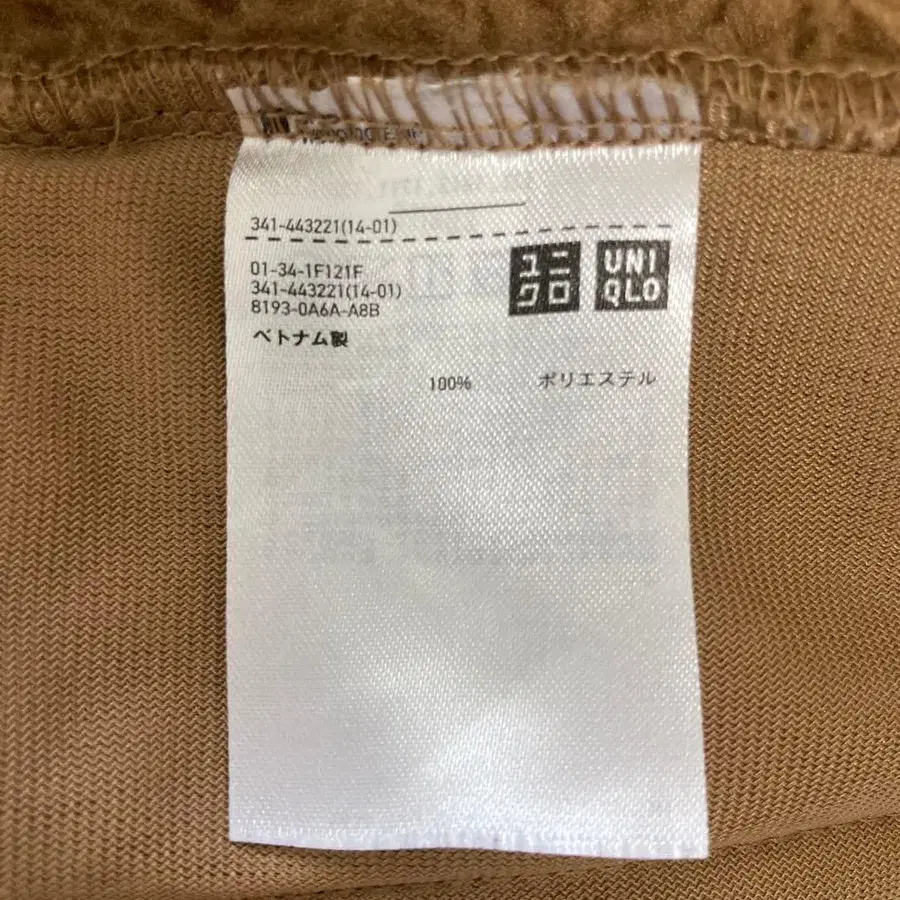 341-443221(14-01)
01-34-1F121F
341-443221(14-01)
8193-0A6A-A8B
ベトナム製
ユニ
クロ
UNI
QLO
100% ポリエステル